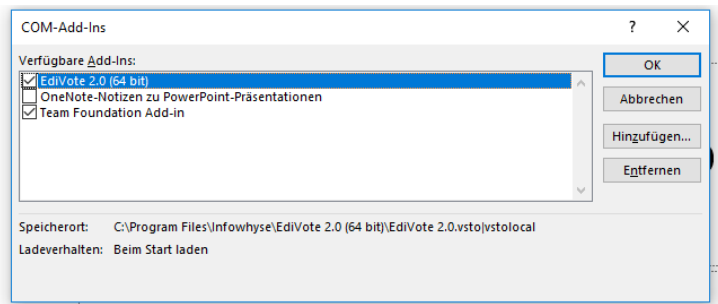 COM-Add-Ins
?
Verfügbare Add-Ins:
EdiVote 2.0 (64 bit)
OneNote-Notizen zu PowerPoint-Präsentationen
Team Foundation Add-in
OK
Abbrechen
Hinzufügen...
Entfernen
Speicherort: C:\Program Files\Infowhyse\EdiVote 2.0 (64 bit)\EdiVote 2.0.vsto|vstolocal
Ladeverhalten: Beim Start laden